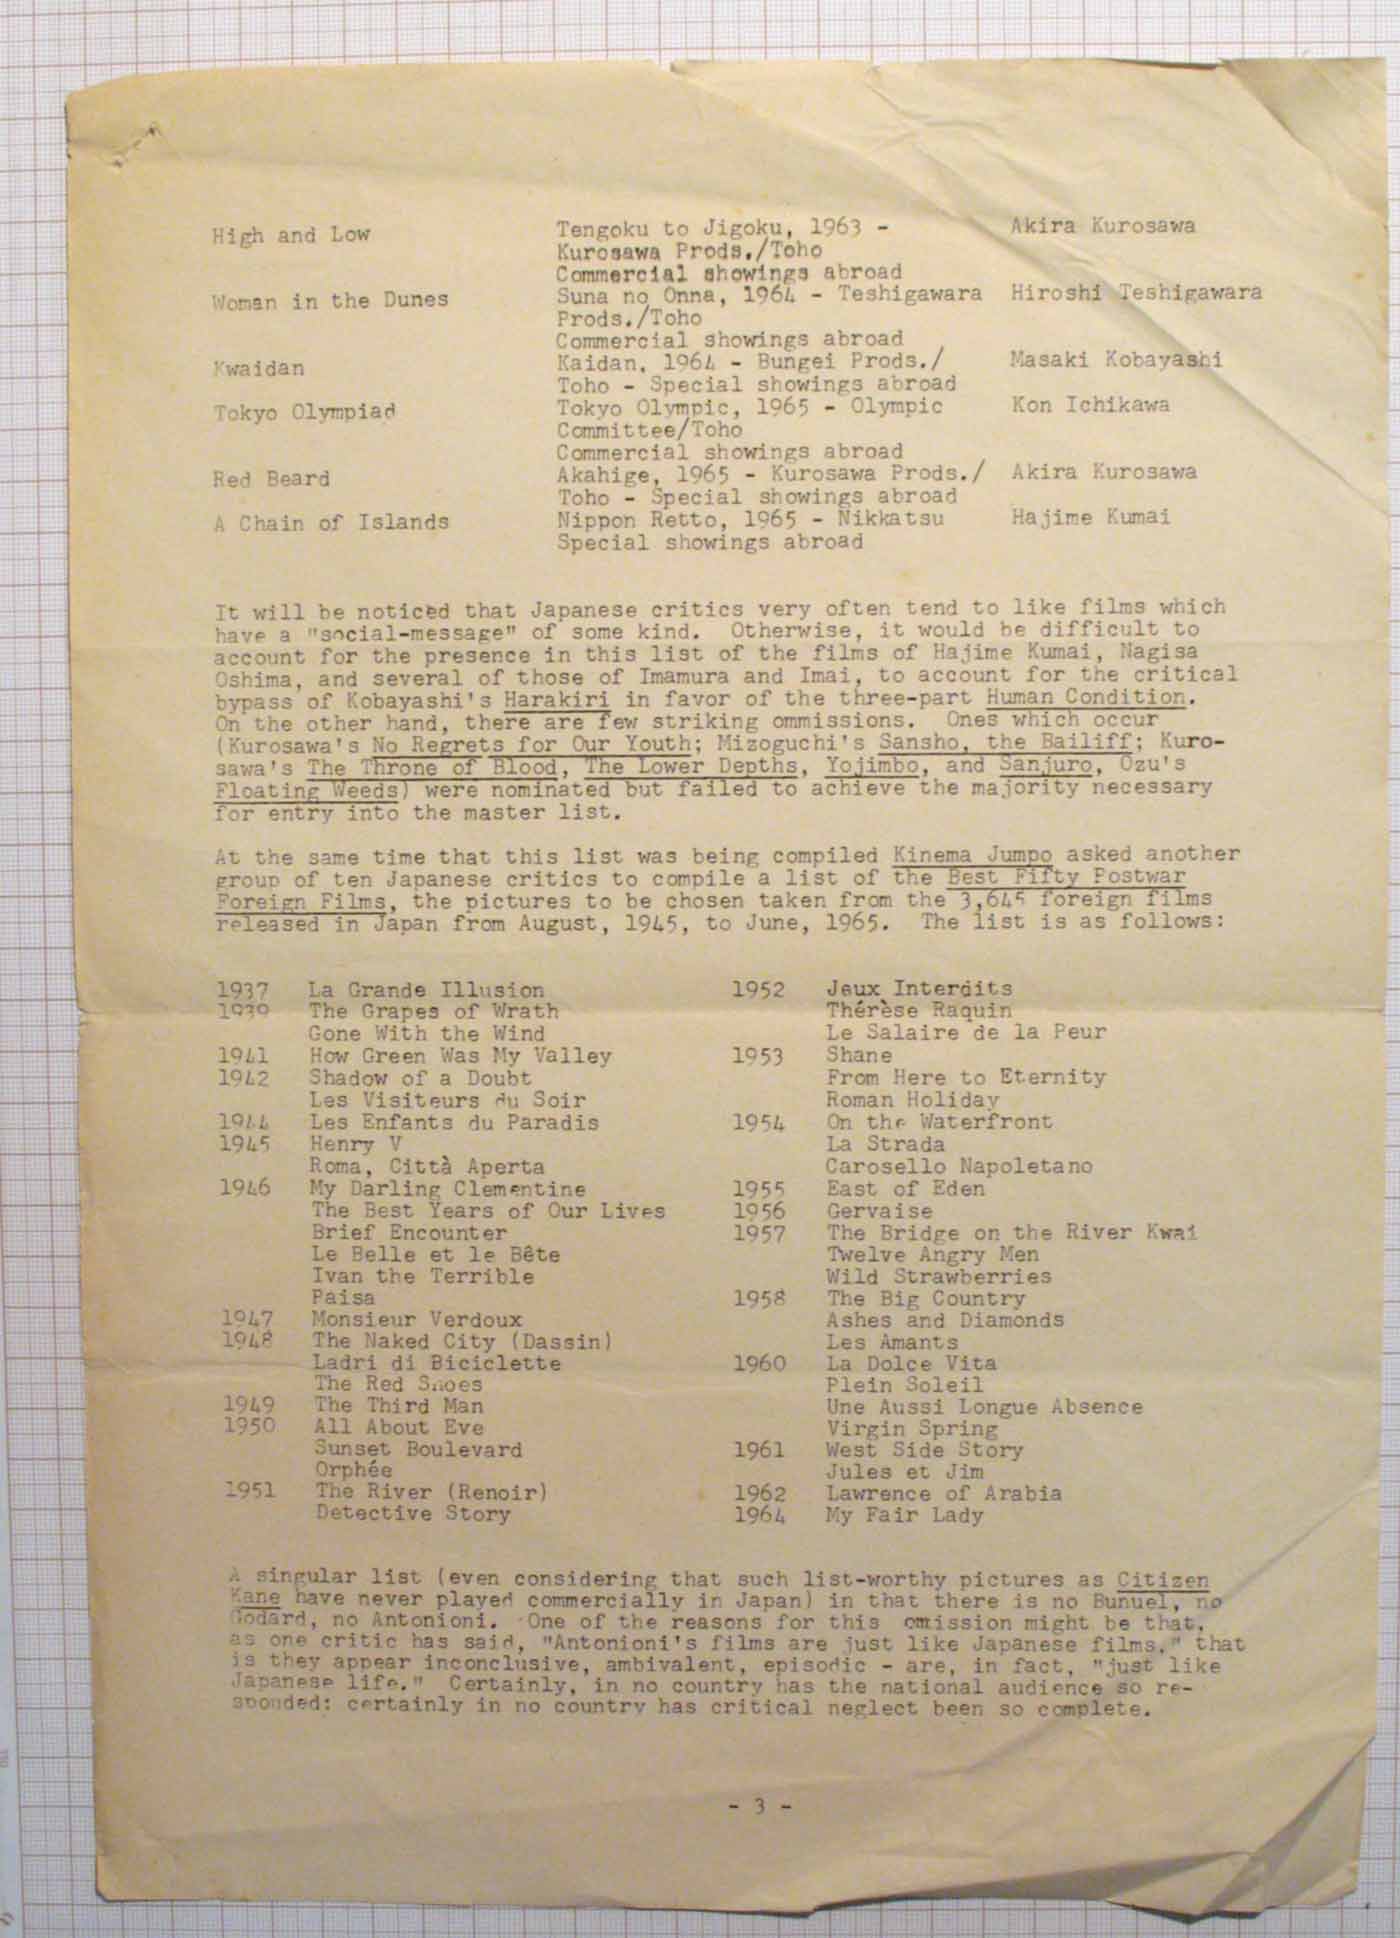 High and Low Tengoku to Jigoku, 1963 - Akira Kurosawa
Kurosawa Prods./Toho
Commercial showings abroad
Woman in the Dunes Suna no Onna, 1964 - Teshigawara Hiroshi Teshigawara
Prods./Toho
Commercial showings abroad
Kwaidan Kaidan, 1964 - Bungei Prods./ Masaki Kobayashi
Toho - Special showings abroad
Tokyo Olympiad Tokyo Olympic, 1965 - Olympic Kon Ichikawa
Committee/Toho
Commercial showings abroad
Red Beard Akahige, 1965 - Kurosawa Prods./ Akira Kurosawa
Toho - Special showings abroad
A Chain of Islands Nippon Retto, 1965 - Nikkatsu Hajime Kumai
Special showings abroad
It will be noticed that Japanese critics very often tend to like films which
have a "social-message" of some kind. Otherwise, it would be difficult to
account for the presence in this list of the films of Hajime Kumai, Nagisa
Oshima, and several of those of Imamura and Imai, to account for the critical
bypass of Kobayashi's Harakiri in favor of the three-part Human Condition.
On the other hand, there are few striking ommissions. Ones which occur
(Kurosawa's No Regrets for Our Youth; Mizoguchi's Sansho, the Bailiff; Kuro-
sawa's The Throne of Blood, The Lower Depths, Yojimbo, and Sanjuro, Ozu's
Floating Weeds) were nominated but failed to achieve the majority necessary
for entry into the master list.
At the same time that this list was being compiled Kinema Jumpo asked another
group of ten Japanese critics to compile a list of the Best Fifty Postwar
Foreign Films, the pictures to be chosen taken from the 3,645 foreign films
released in Japan from August, 1945, to June, 1965. The list is as follows:
1937 La Grande Illusion
1939 The Grapes of Wrath
Gone With the Wind
1941 How Green Was My Valley
1942 Shadow of a Doubt
Les Visiteurs du Soir
1944 Les Enfants du Paradis
1945 Henry V
Roma, Città Aperta
1946 My Darling Clementine
The Best Years of Our Lives
Brief Encounter
Le Belle et le Bête
Ivan the Terrible
Paisa
1947 Monsieur Verdoux
1948 The Naked City (Dassin)
Ladri di Biciclette
The Red Shoes
1949 The Third Man
1950 All About Eve
Sunset Boulevard
Orphée
1951 The River (Renoir)
Detective Story
1952 Jeux Interdits
Thérèse Raquin
Le Salaire de la Peur
1953 Shane
From Here to Eternity
Roman Holiday
1954 On the Waterfront
La Strada
Carosello Napoletano
1955 East of Eden
1956 Gervaise
1957 The Bridge on the River Kwai
Twelve Angry Men
Wild Strawberries
1958 The Big Country
Ashes and Diamonds
Les Amants
1960 La Dolce Vita
Plein Soleil
Une Aussi Longue Absence
Virgin Spring
1961 West Side Story
Jules et Jim
1962 Lawrence of Arabia
1964 My Fair Lady
A singular list (even considering that such list-worthy pictures as Citizen
Kane have never played commercially in Japan) in that there is no Bunuel, no
Godard, no Antonioni. One of the reasons for this omission might be that,
as one critic has said, "Antonioni's films are just like Japanese films," that
is they appear inconclusive, ambivalent, episodic - are, in fact, "just like
Japanese life." Certainly, in no country has the national audience so re-
sponded: certainly in no country has critical neglect been so complete.
- 3 -